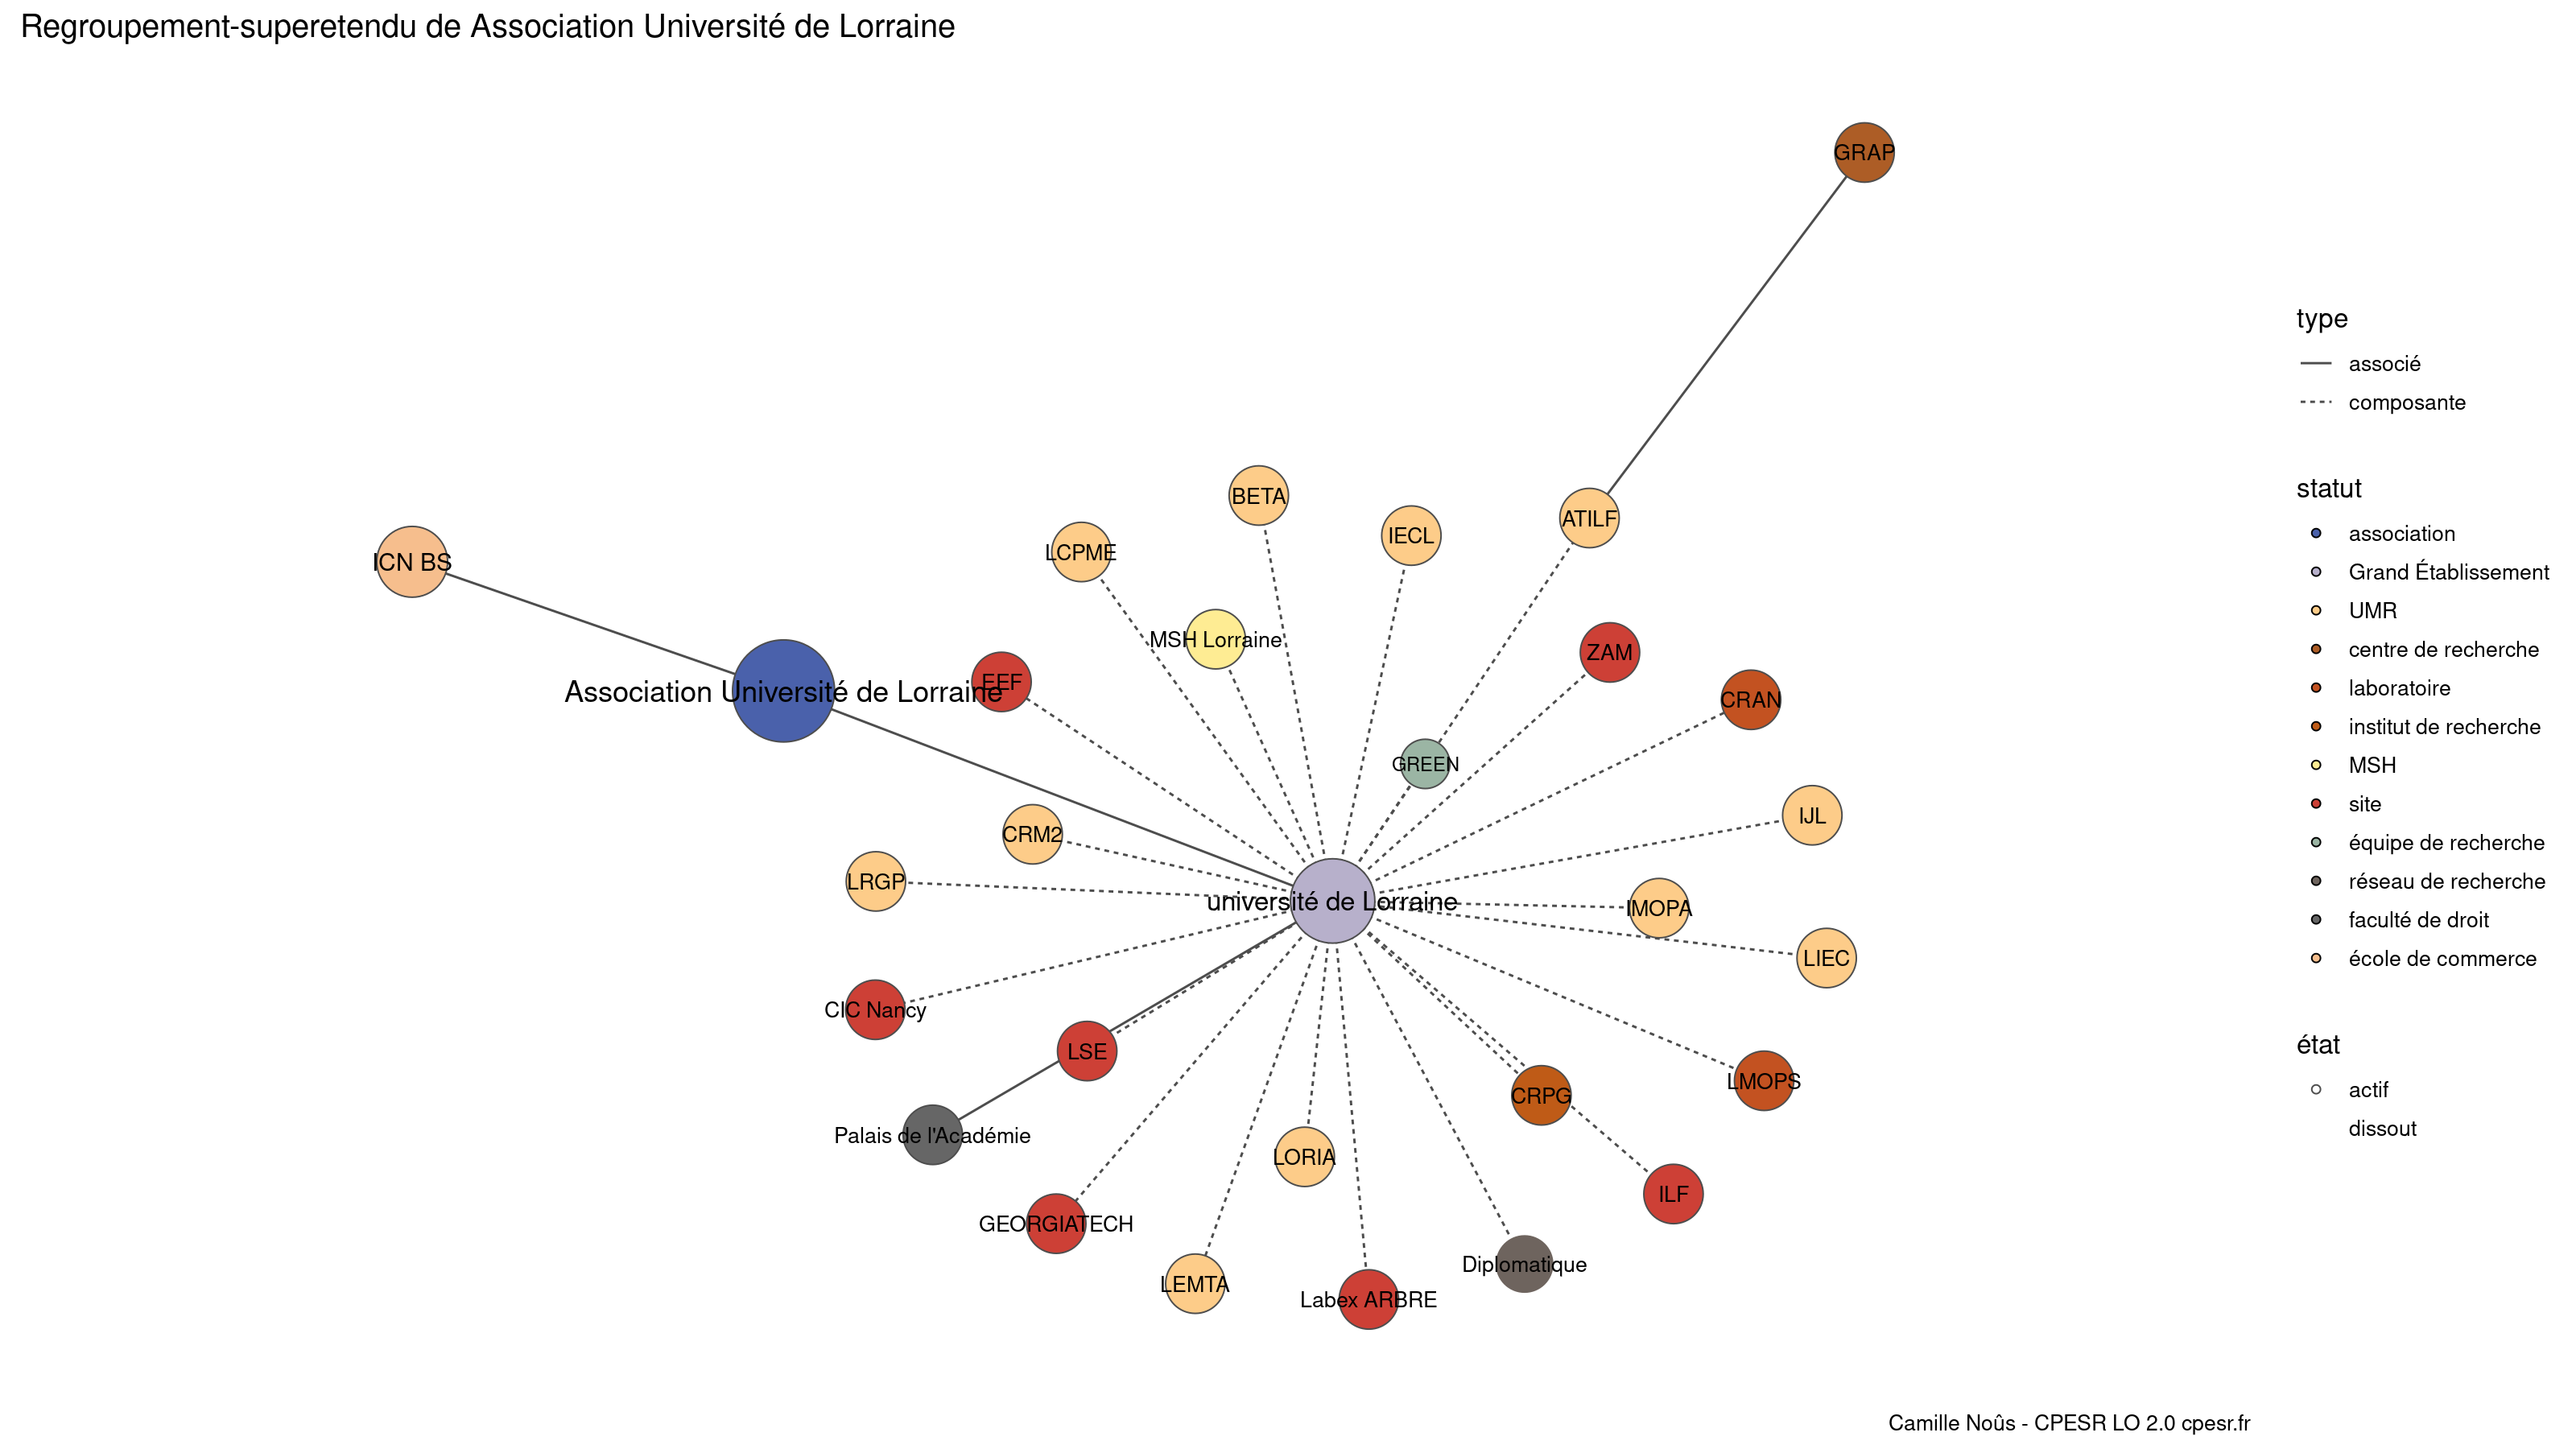 Regroupement-superetendu de Association Université de Lorraine
GRAP
BETA
ATILF
IECL
LCPME
ICN BS
MSH Lorraine
ZAM
EEF
Association Université de Lorraine
CRAN
GREEN
IJL
CRM2
LRGP
université de Lorraine
IMOPA
LIEC
CIC Nancy
LSE
LMOPS
CRPG
Palais de l'Académie
LORIA
ILF
GEORGIATECH
Diplomatique
LEMTA
Labex ARBRE
type
associé
composante
statut
association
Grand Établissement
UMR
centre de recherche
laboratoire
institut de recherche
MSH
site
équipe de recherche
réseau de recherche
faculté de droit
école de commerce
état
actif
dissout
Camille Noûs - CPESR LO 2.0 cpesr.fr